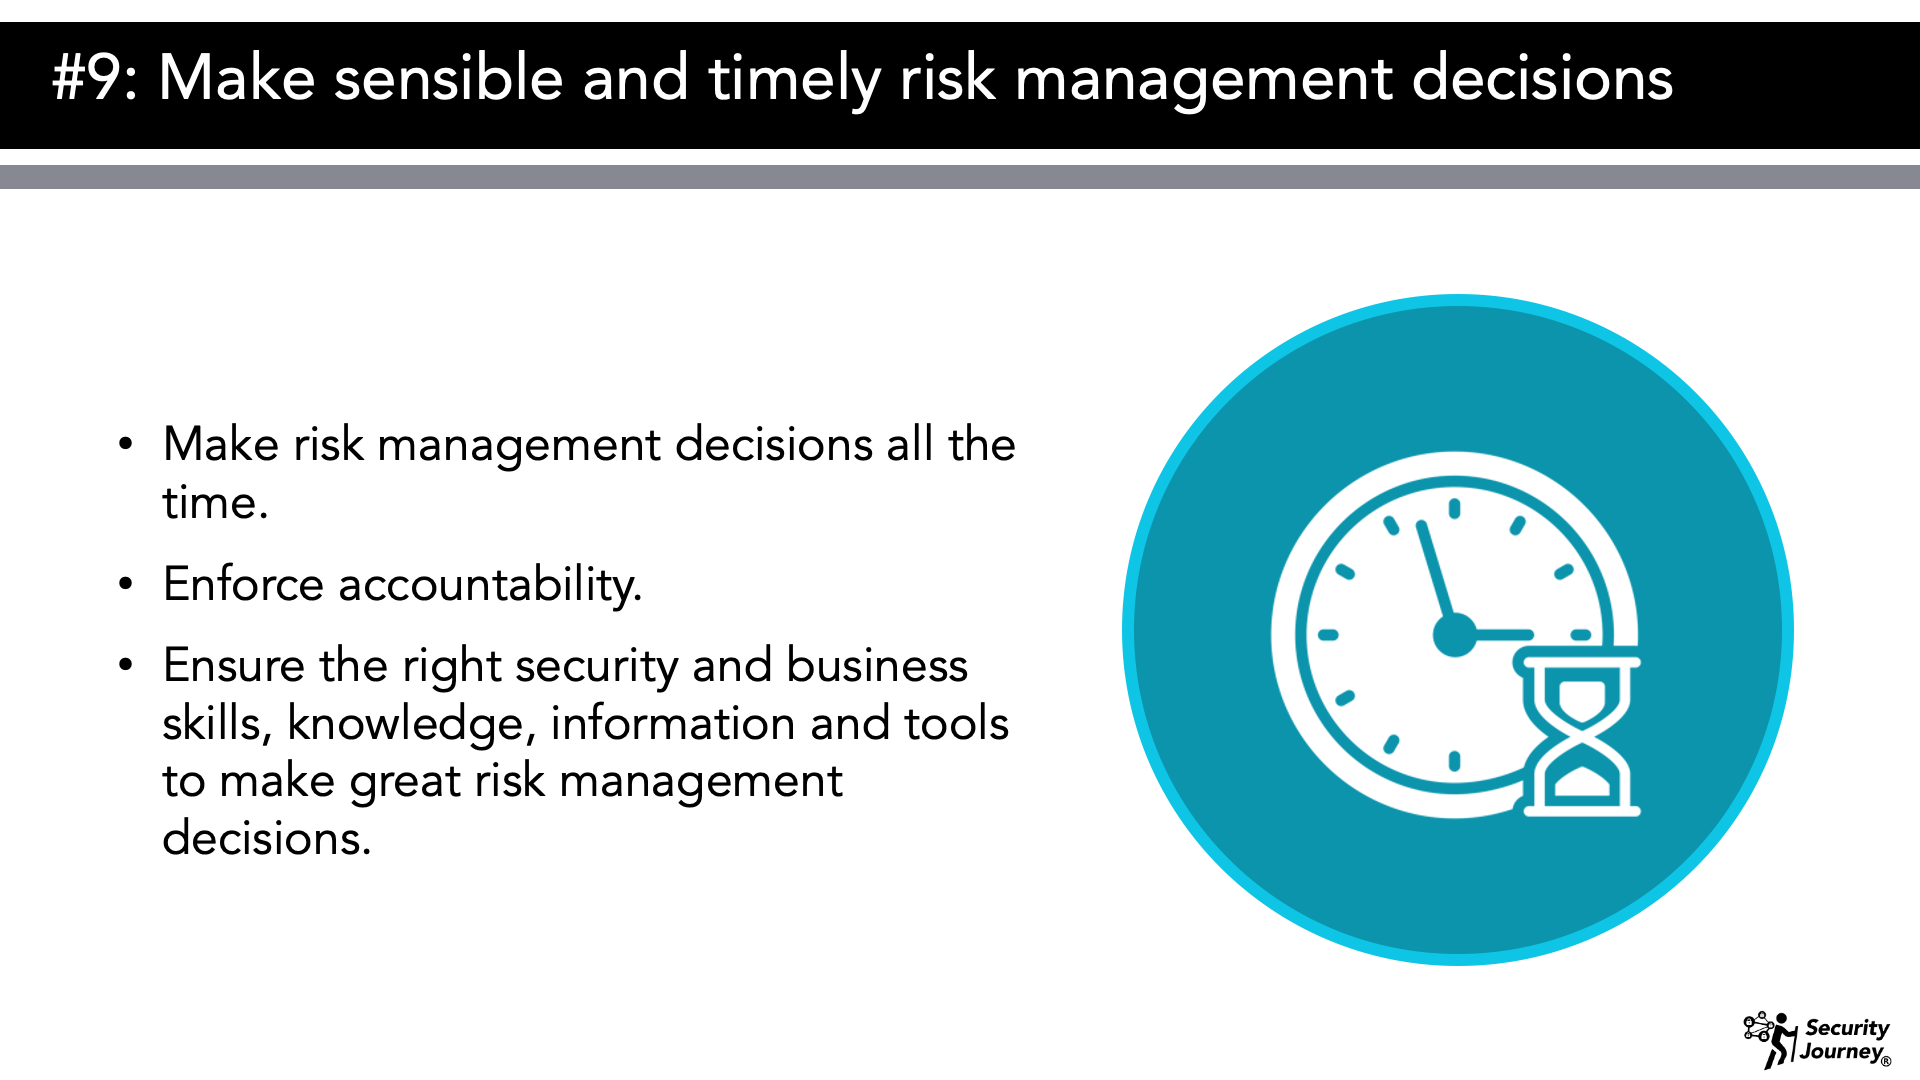 #9: Make sensible and timely risk management decisions
• Make risk management decisions all the
time.
• Enforce accountability.
• Ensure the right security and business
skills, knowledge, information and tools
to make great risk management
decisions.
Security
Journey®